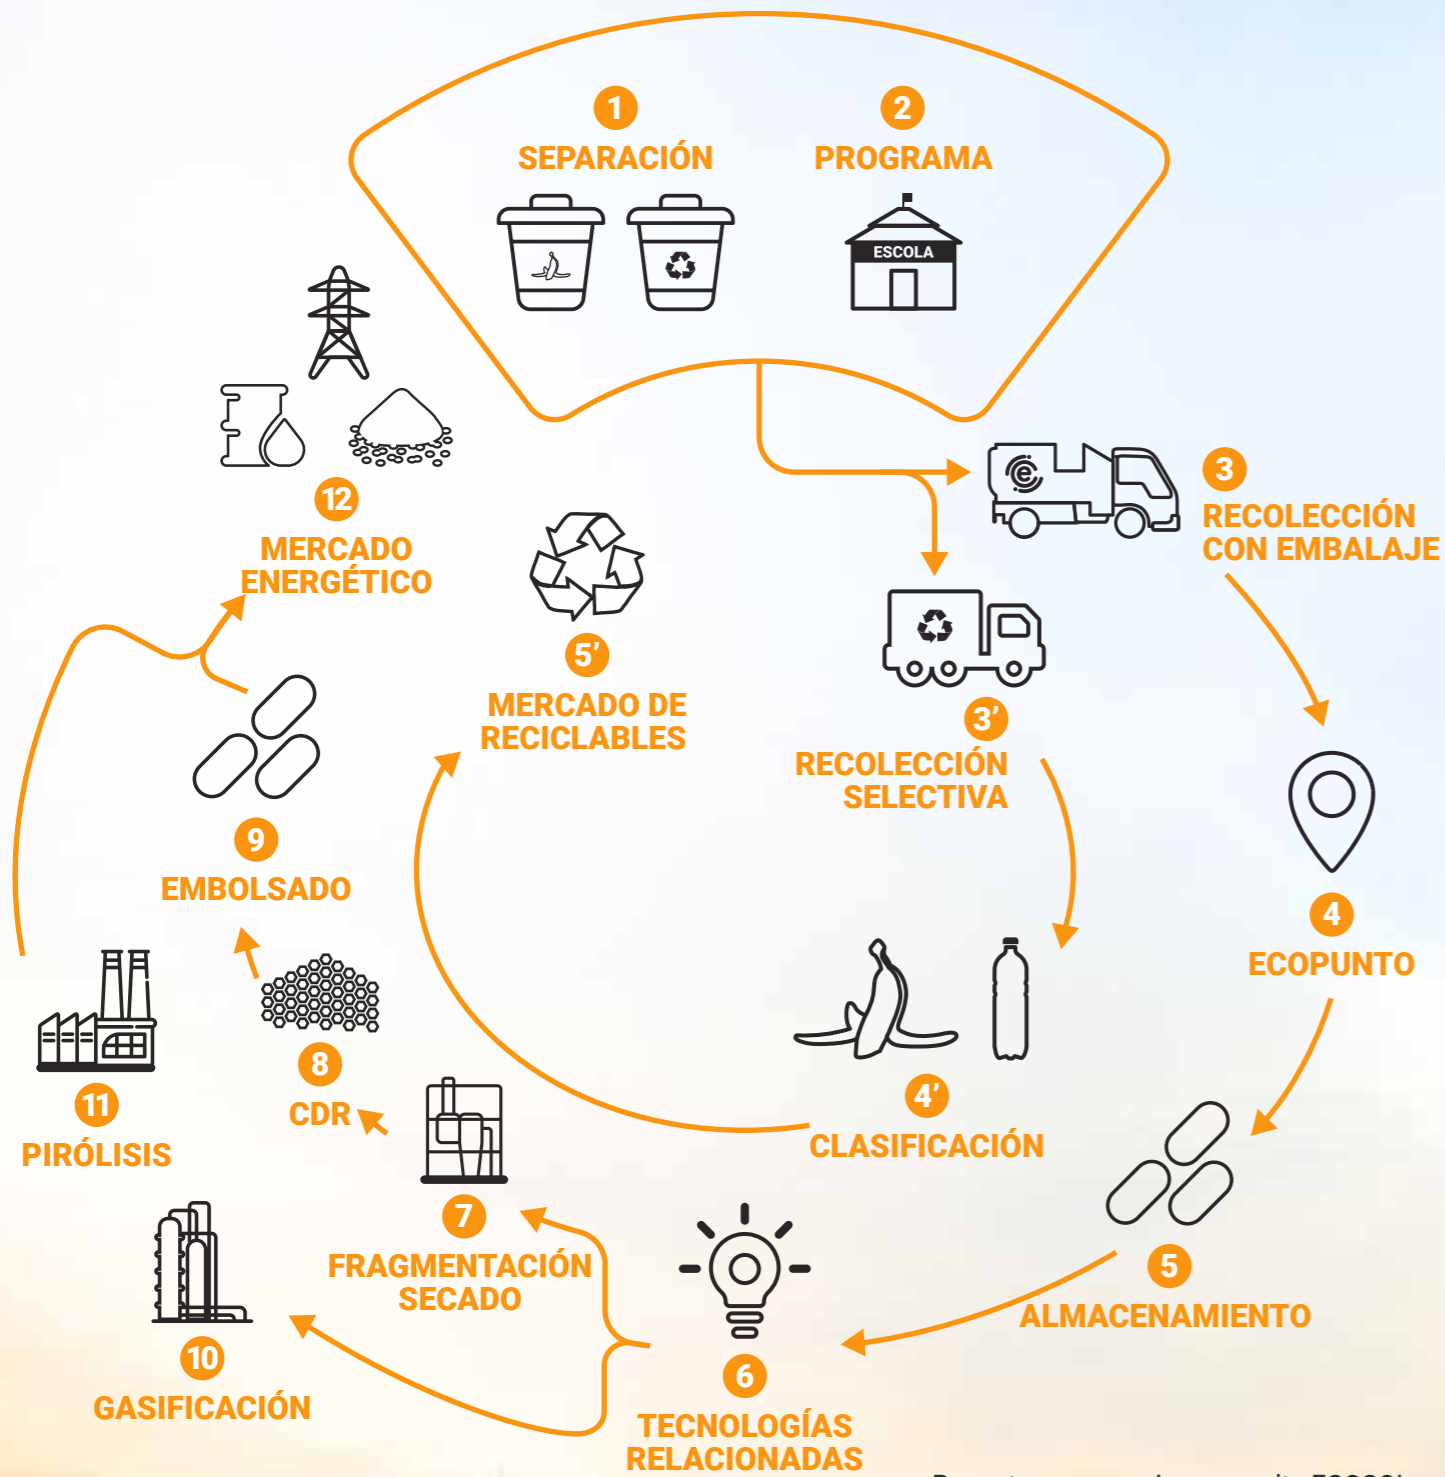 1
SEPARACIÓN
2
PROGRAMA
ESCOLA
3
RECOLECCIÓN
CON EMBALAJE
3’
RECOLECCIÓN
SELECTIVA
4
ECOPUNTO
4’
CLASIFICACIÓN
5
ALMACENAMIENTO
5’
MERCADO DE
RECICLABLES
6
TECNOLOGÍAS
RELACIONADAS
7
FRAGMENTACIÓN
SECADO
8
CDR
9
EMBOLSADO
10
GASIFICACIÓN
11
PIRÓLISIS
12
MERCADO
ENERGÉTICO
e